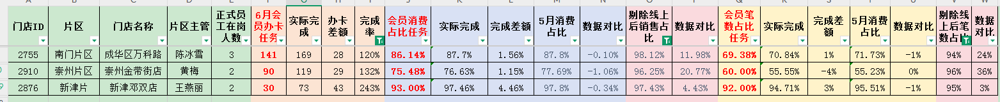 A B C D E F G H I J K L M N O P Q R S T U V W
门店ID 片区 门店名称 片区主管 正式员工在岗人数 6月会员办卡任务 实际完成 办卡差额 完成率 会员消费占比任务 实际完成 完成差额 5月消费占比 数据对比 剔除线上后销售占比 数据对比 会员笔数占比任务 实际完成 完成差额 5月消费占比 数据对比 剔除线上后笔数占比 数据对比
2755 南门片区 成华区万科路 陈冰雪 3 141 169 28 120% 86.14% 87.7% 1.56% 87.8% -0.10% 98.12% 11.98% 69.38% 70.84% 1% 71.73% -1% 94% 24%
2910 崇州片区 崇州金带街店 黄梅 2 90 119 29 132% 75.48% 76.63% 1.15% 77.69% -1.06% 96.25% 20.77% 60.00% 55.55% -4% 55.23% 0% 96% 36%
2876 新津片 新津邓双店 王燕丽 2 30 73 43 243% 93.00% 97.46% 4.46% 97.8% -0.34% 97.43% 4.43% 92.00% 94.71% 3% 95.51% -1% 95% 3%